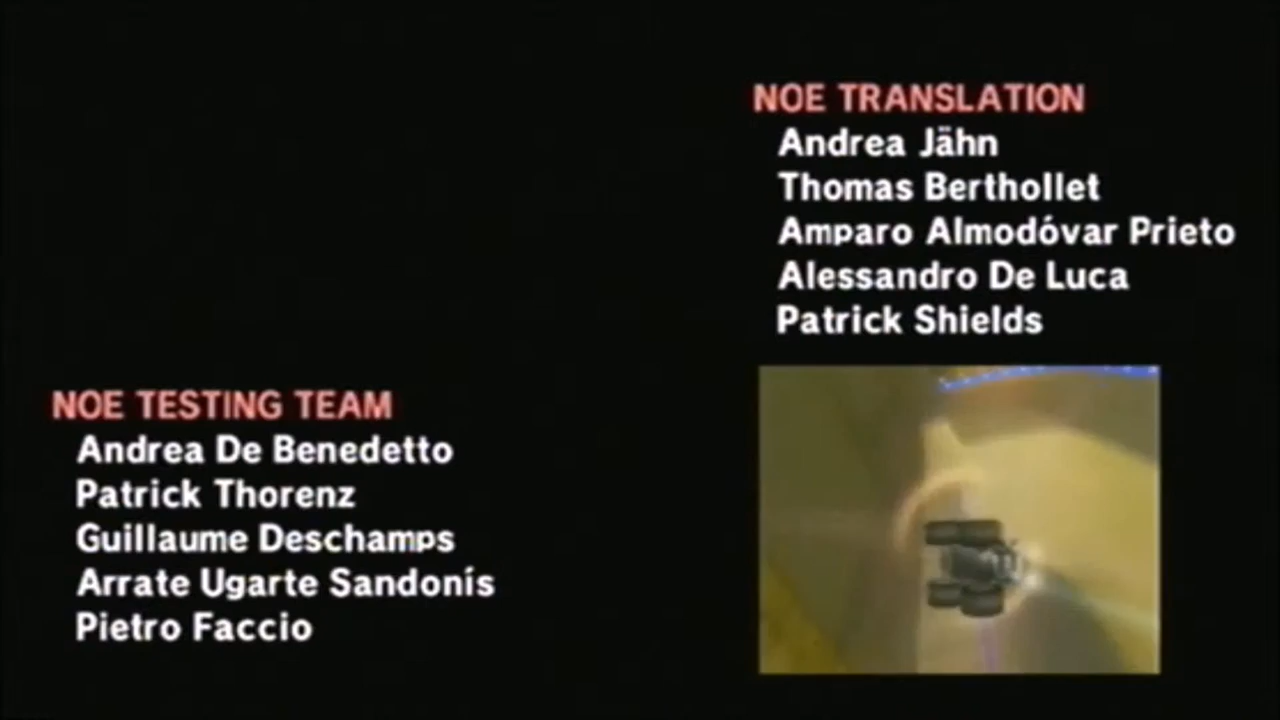 NOE TRANSLATION
Andrea Jähn
Thomas Berthollet
Amparo Almodóvar Prieto
Alessandro De Luca
Patrick Shields
NOE TESTING TEAM
Andrea De Benedetto
Patrick Thorenz
Guillaume Deschamps
Arrate Ugarte Sandonís
Pietro Faccio